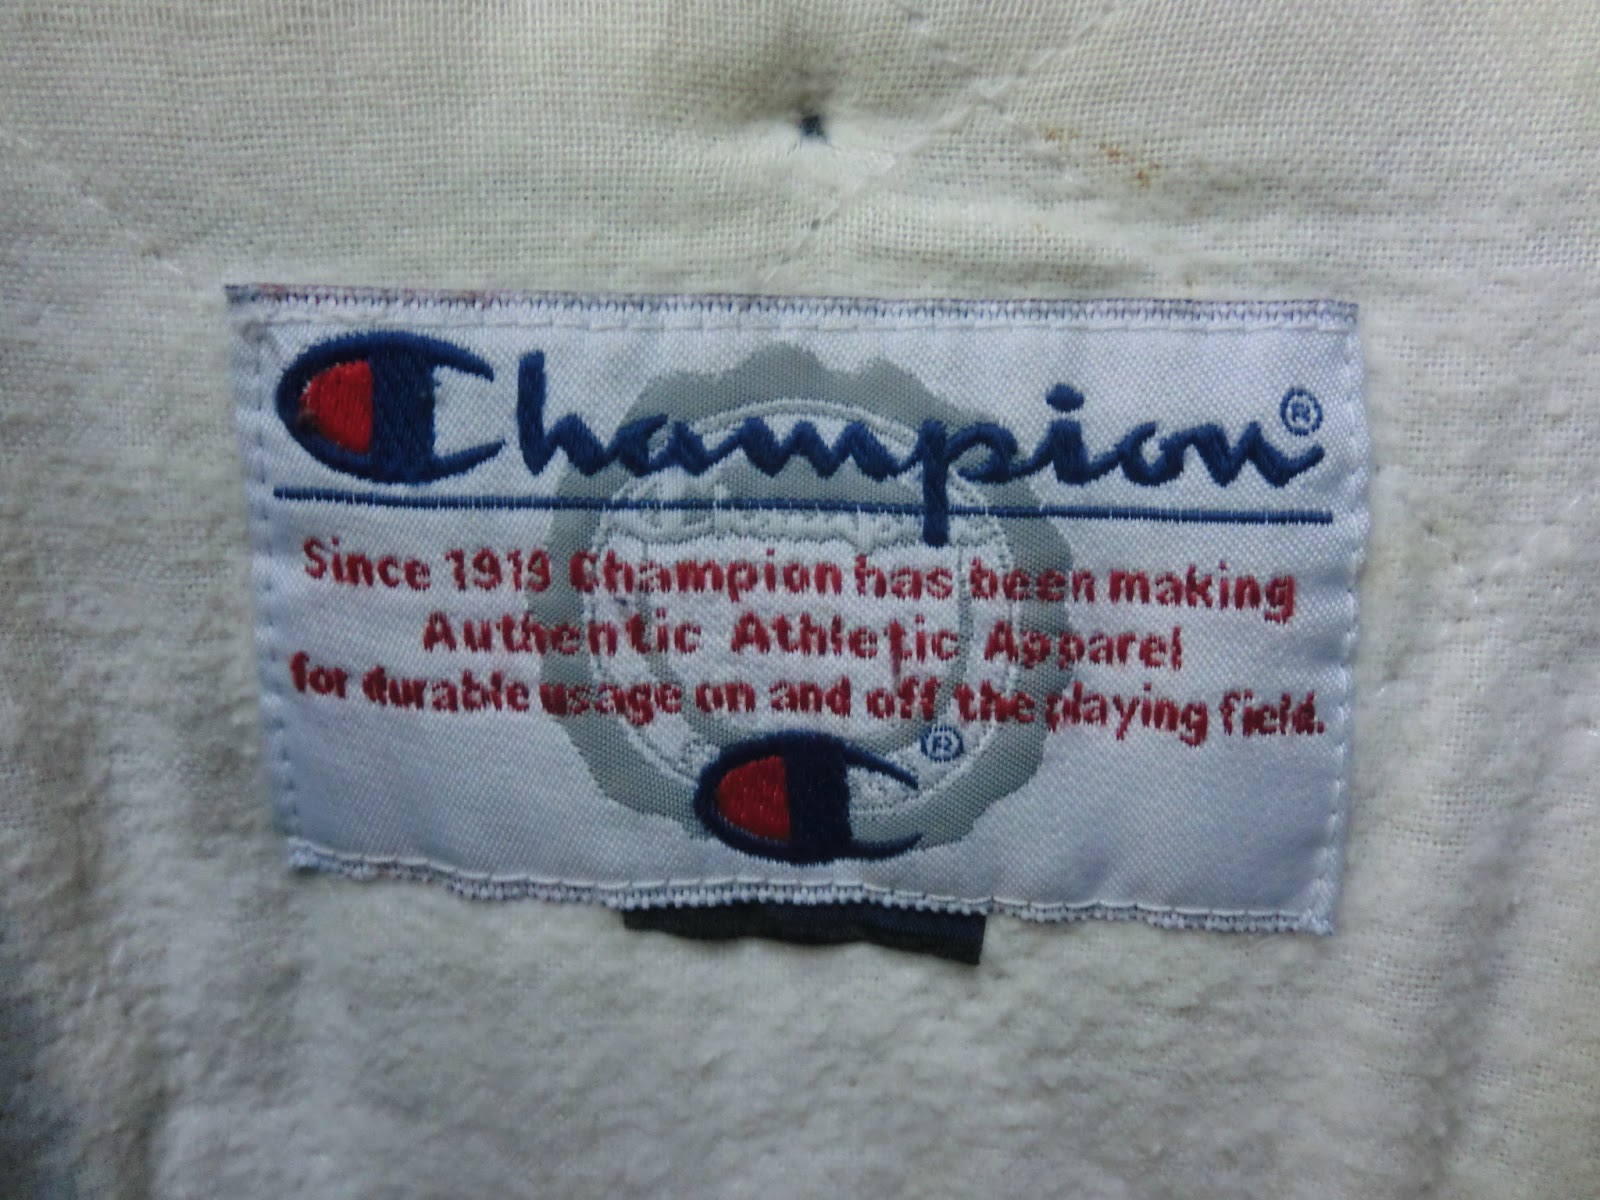 Champion®
Since 1919 Champion has been making
Authentic Athletic Apparel
for durable usage on and off the playing field.
C®